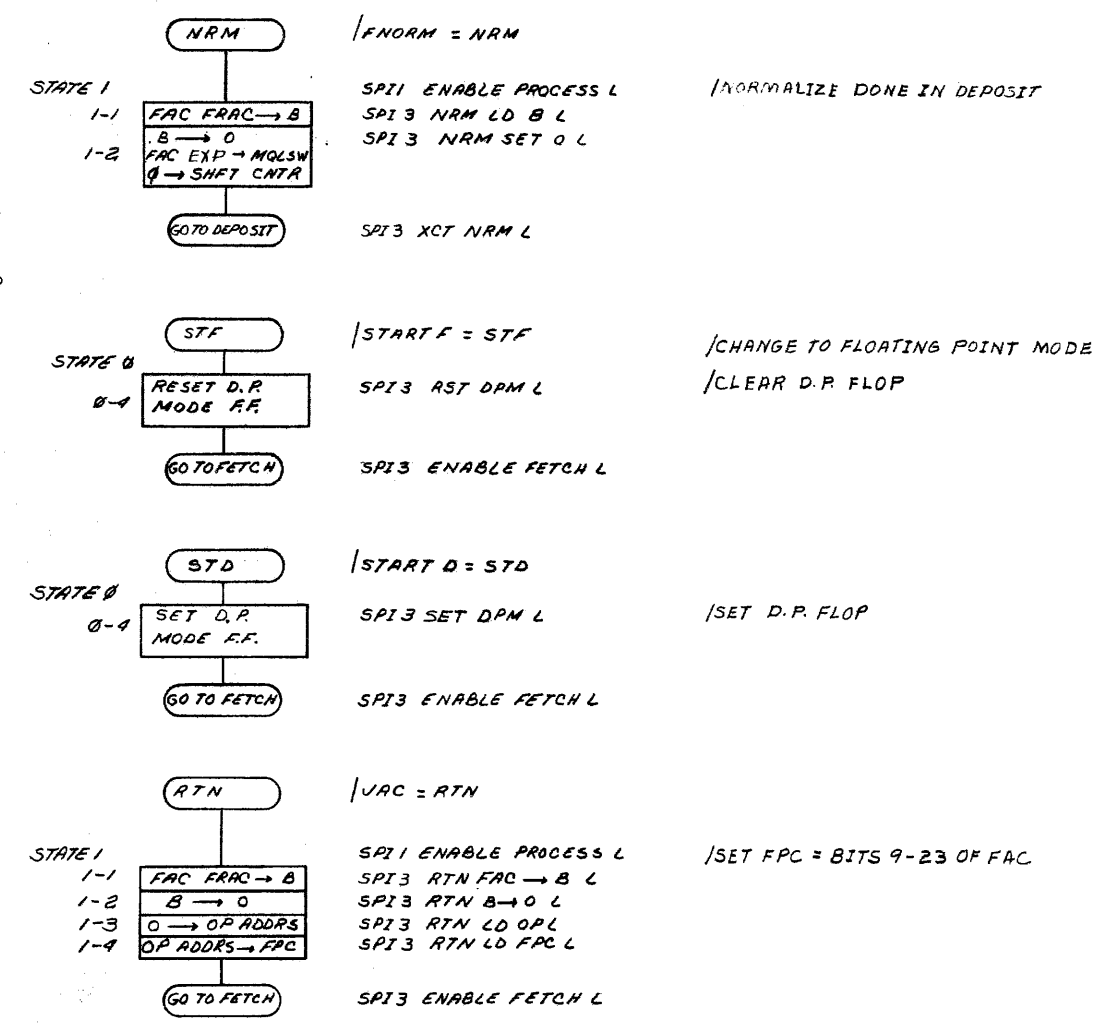 NRM /FNORM = NRM
STATE 1 SPI1 ENABLE PROCESS L /NORMALIZE DONE IN DEPOSIT
1-1 FAC FRAC → B SPI 3 NRM LD B L
B → O SPI 3 NRM SET O L
1-2 FAC EXP → MQLSW
Ø → SHFT CNTR
GO TO DEPOSIT SPI 3 XCT NRM L
STF /START F = STF
/CHANGE TO FLOATING POINT MODE
STATE Ø
RESET D.P. SPI 3 RST DPM L /CLEAR D.P. FLOP
Ø-4 MODE F.F.
GO TO FETCH SPI 3 ENABLE FETCH L
STD /START D = STD
STATE Ø
SET D.P. SPI 3 SET DPM L /SET D.P. FLOP
Ø-4 MODE F.F.
GO TO FETCH SPI3 ENABLE FETCH L
RTN /JAC = RTN
STATE 1 SPI 1 ENABLE PROCESS L /SET FPC = BITS 9-23 OF FAC
1-1 FAC FRAC → B SPI 3 RTN FAC → B L
1-2 B → O SPI 3 RTN B → O L
1-3 O → OP ADDRS SPI 3 RTN LD OP L
1-4 OP ADDRS → FPC SPI 3 RTN LD FPC L
GO TO FETCH SPI 3 ENABLE FETCH L